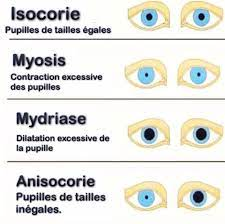 Isocorie
Pupilles de tailles égales
Myosis
Contraction excessive
des pupilles
Mydriase
Dilatation excessive de
la pupille
Anisocorie
Pupilles de tailles
inégales.